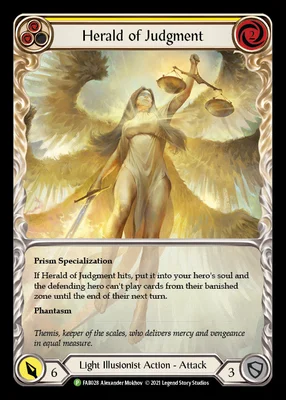 Herald of Judgment
2
Prism Specialization
If Herald of Judgment hits, put it into your hero's soul and
the defending hero can't play cards from their banished
zone until the end of their next turn.
Phantasm
Themis, keeper of the scales, who delivers mercy and vengeance
in equal measure.
6
Light Illusionist Action - Attack
3
P FAB028 Alexander Mokhov © 2021 Legend Story Studios